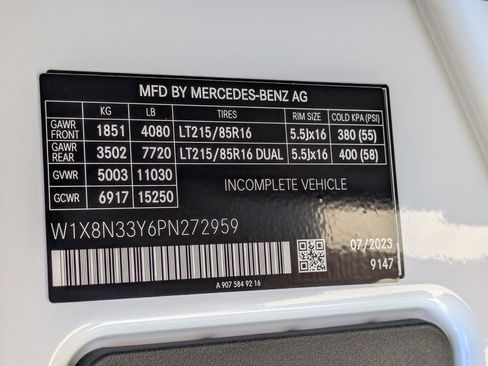 MFD BY MERCEDES-BENZ AG
KG LB TIRES RIM SIZE COLD KPA (PSI)
GAWR FRONT 1851 4080 LT215/85R16 5.5Jx16 380 (55)
GAWR REAR 3502 7720 LT215/85R16 DUAL 5.5Jx16 400 (58)
GVWR 5003 11030
GCWR 6917 15250
INCOMPLETE VEHICLE
W1X8N33Y6PN272959
07/2023
9147
A 907 584 92 16